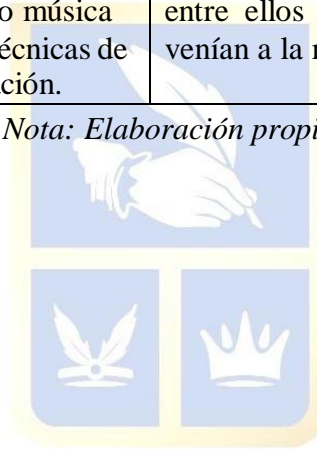 o música entre ellos
écnicas de venían a la
ción.
Nota: Elaboración propi